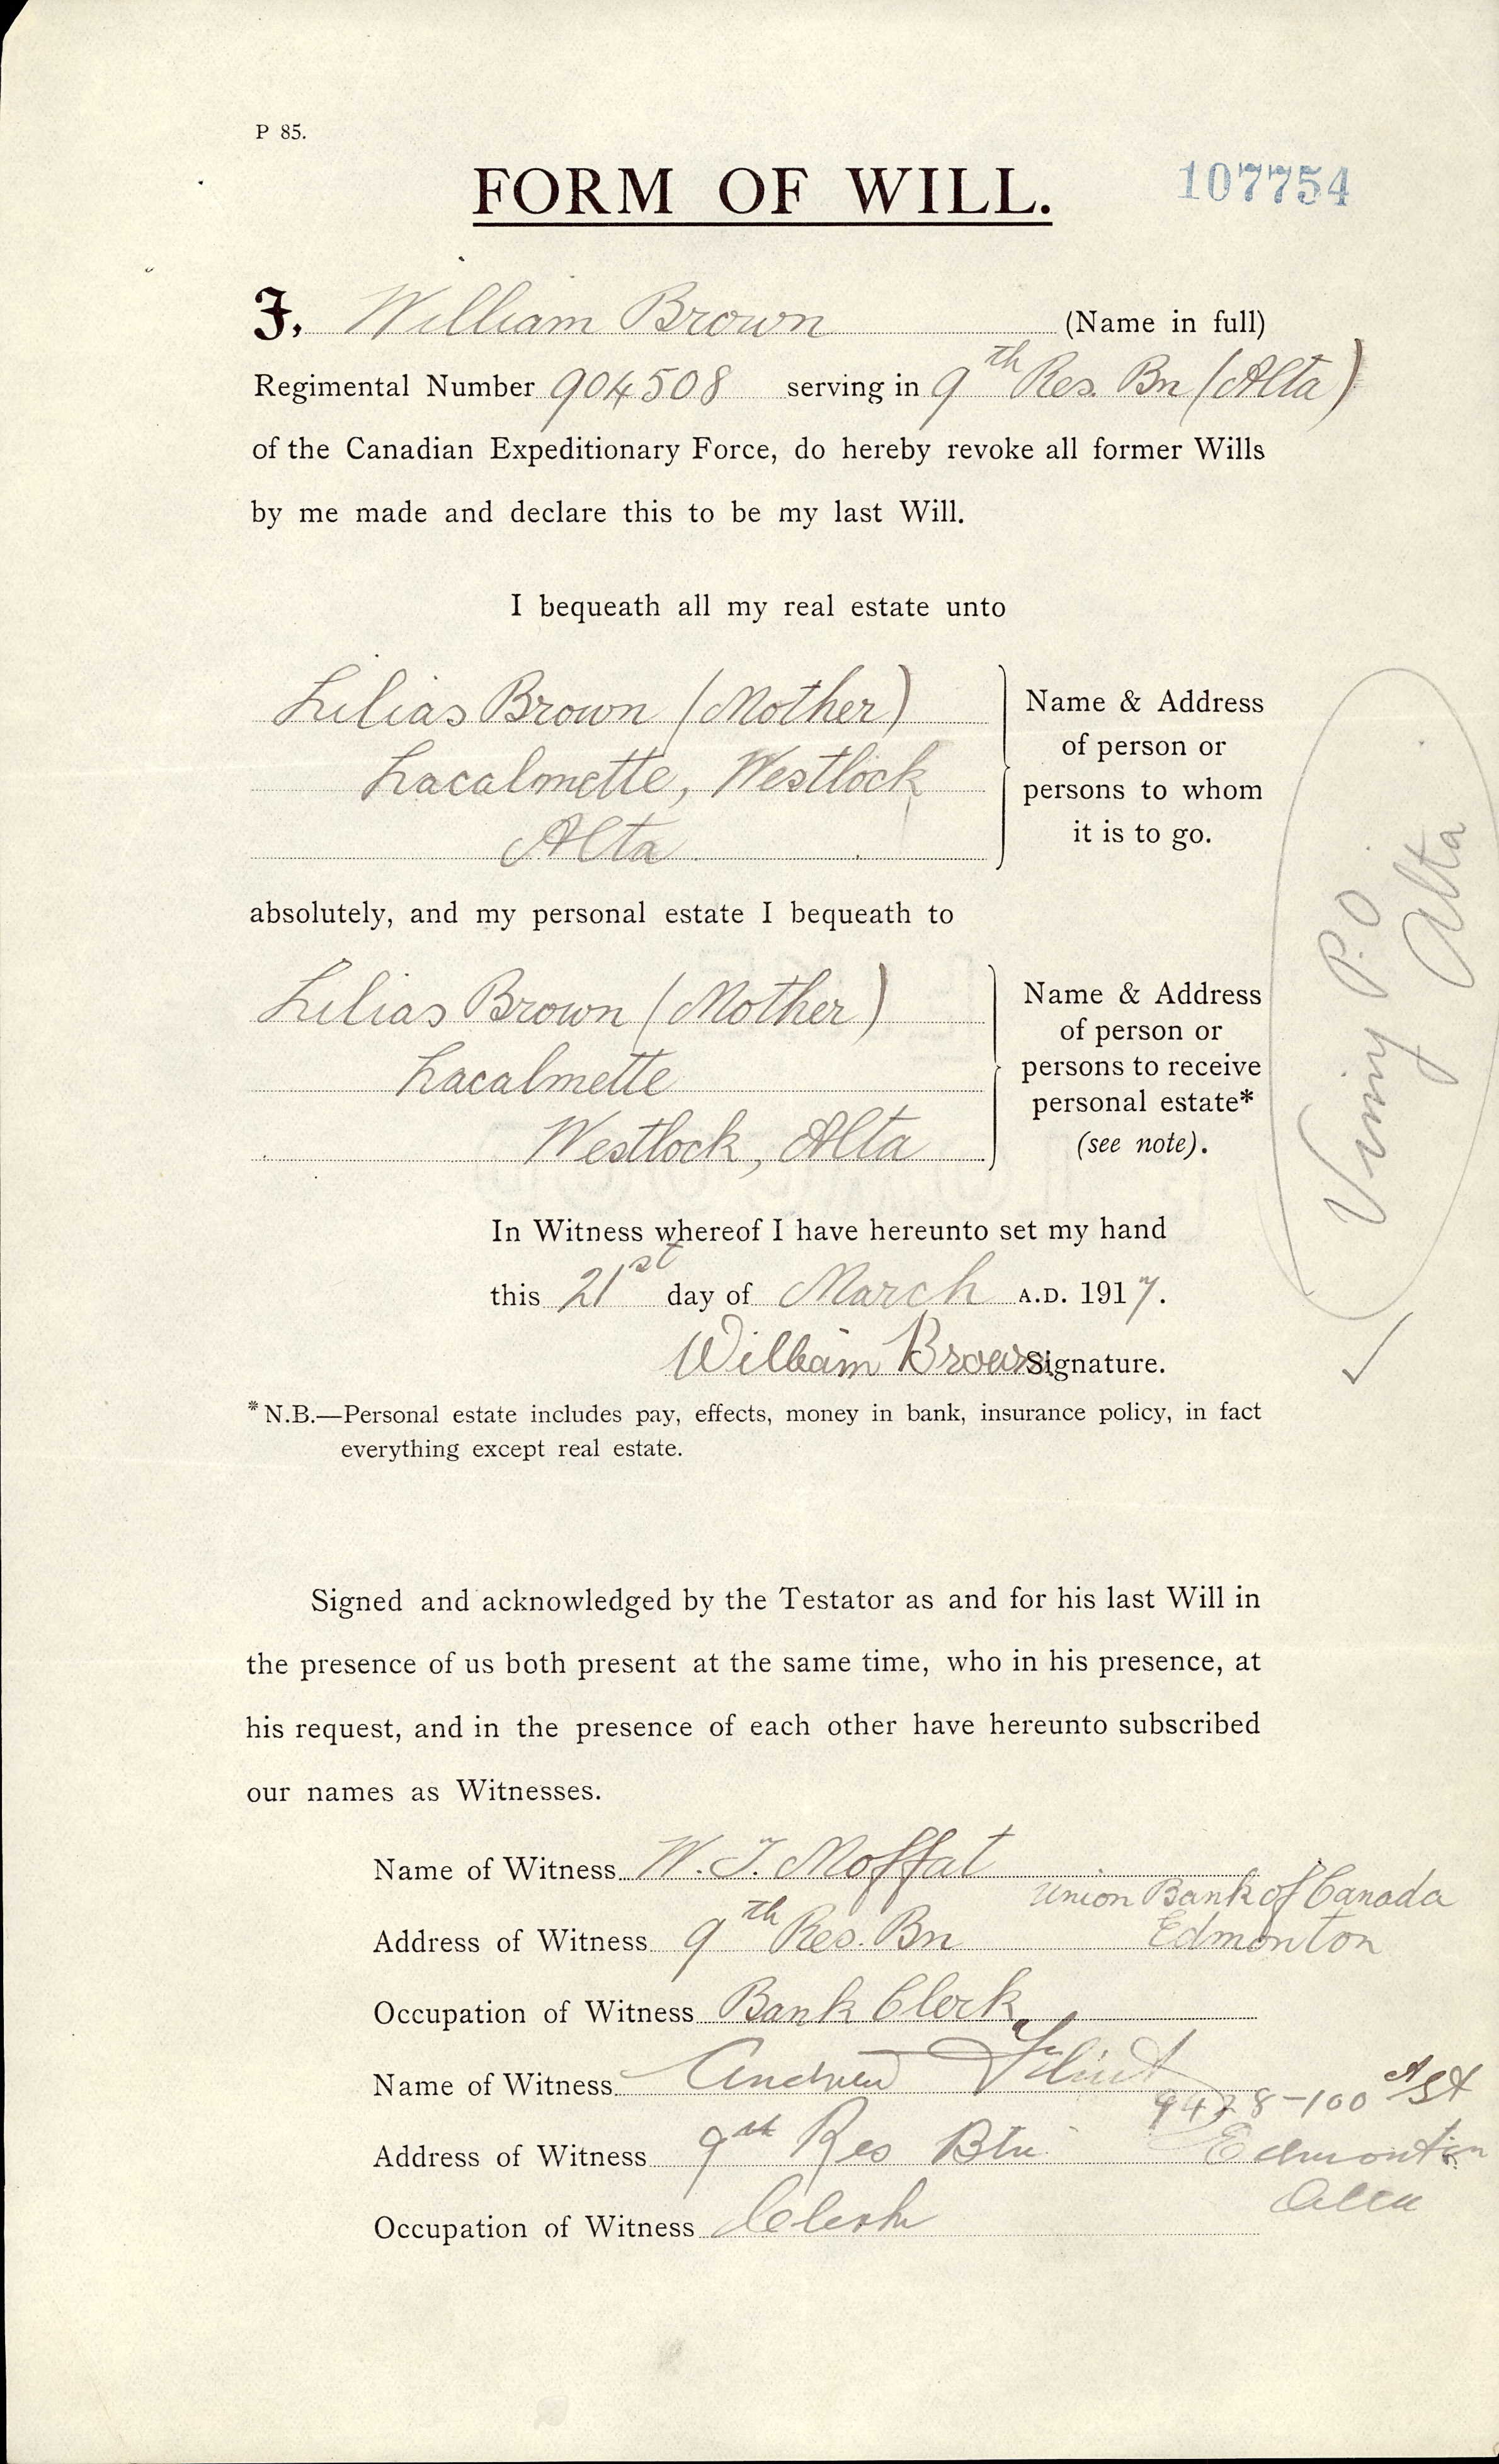 P 85.
FORM OF WILL.
107754
I, William Brown (Name in full)
Regimental Number 904508 serving in 9th Res. Bn (Alta)
of the Canadian Expeditionary Force, do hereby revoke all former Wills
by me made and declare this to be my last Will.
I bequeath all my real estate unto
Lilias Brown (Mother)
Lacalmette, Westlock
Alta
Name & Address
of person or
persons to whom
it is to go.
absolutely, and my personal estate I bequeath to
Lilias Brown (Mother)
Lacalmette
Westlock, Alta
Name & Address
of person or
persons to receive
personal estate*
(see note).
Vimy P.O
Alta
In Witness whereof I have hereunto set my hand
this 21st day of March A.D. 1917.
William Brown Signature.
*N.B.—Personal estate includes pay, effects, money in bank, insurance policy, in fact
everything except real estate.
Signed and acknowledged by the Testator as and for his last Will in
the presence of us both present at the same time, who in his presence, at
his request, and in the presence of each other have hereunto subscribed
our names as Witnesses.
Name of Witness W. J. Moffat
Union Bank of Canada
Address of Witness 9th Res. Bn Edmonton
Occupation of Witness Bank Clerk
Name of Witness Andrew Flint
9428-100 A St
Address of Witness 9th Res Btn Edmonton
Alta
Occupation of Witness Clerk